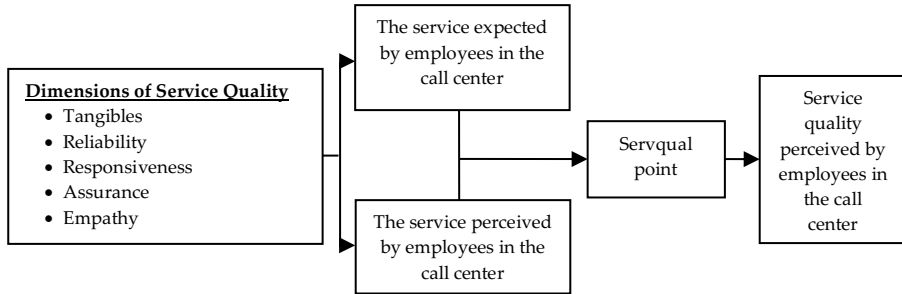 Dimensions of Service Quality
• Tangibles
• Reliability
• Responsiveness
• Assurance
• Empathy
The service expected
by employees in the
call center
The service perceived
by employees in the
call center
Servqual
point
Service
quality
perceived by
employees in
the call
center